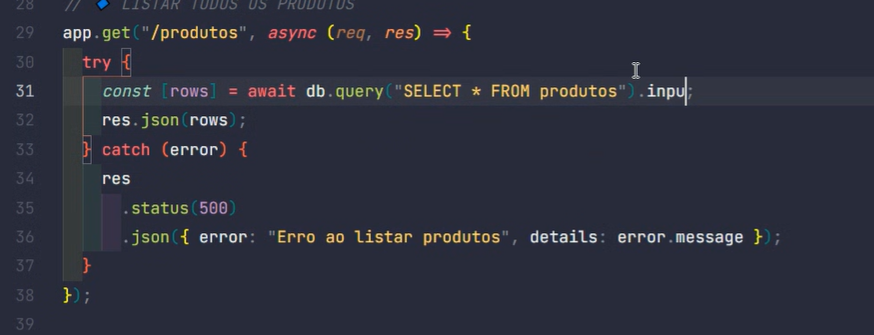 28 // 🔹 LISTAR TODOS OS PRODUTOS
29 app.get("/produtos", async (req, res) => {
30 try {
31 const [rows] = await db.query("SELECT * FROM produtos").inpu;
32 res.json(rows);
33 } catch (error) {
34 res
35 .status(500)
36 .json({ error: "Erro ao listar produtos", details: error.message });
37 }
38 });
39